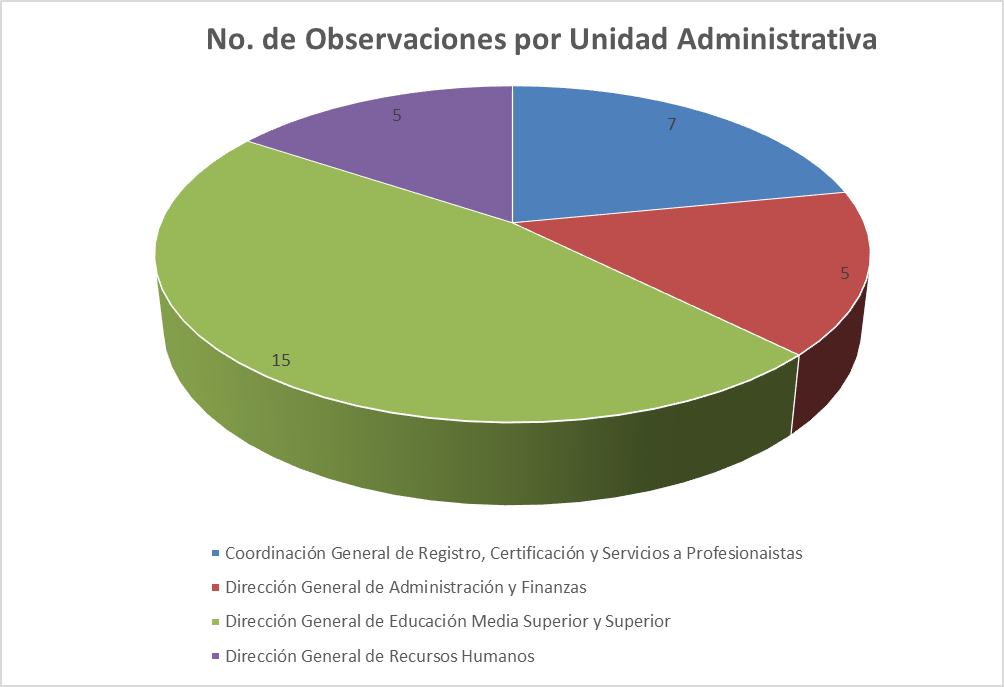 No. de Observaciones por Unidad Administrativa
5
7
5
15
Coordinación General de Registro, Certificación y Servicios a Profesionaistas
Dirección General de Administración y Finanzas
Dirección General de Educación Media Superior y Superior
Dirección General de Recursos Humanos